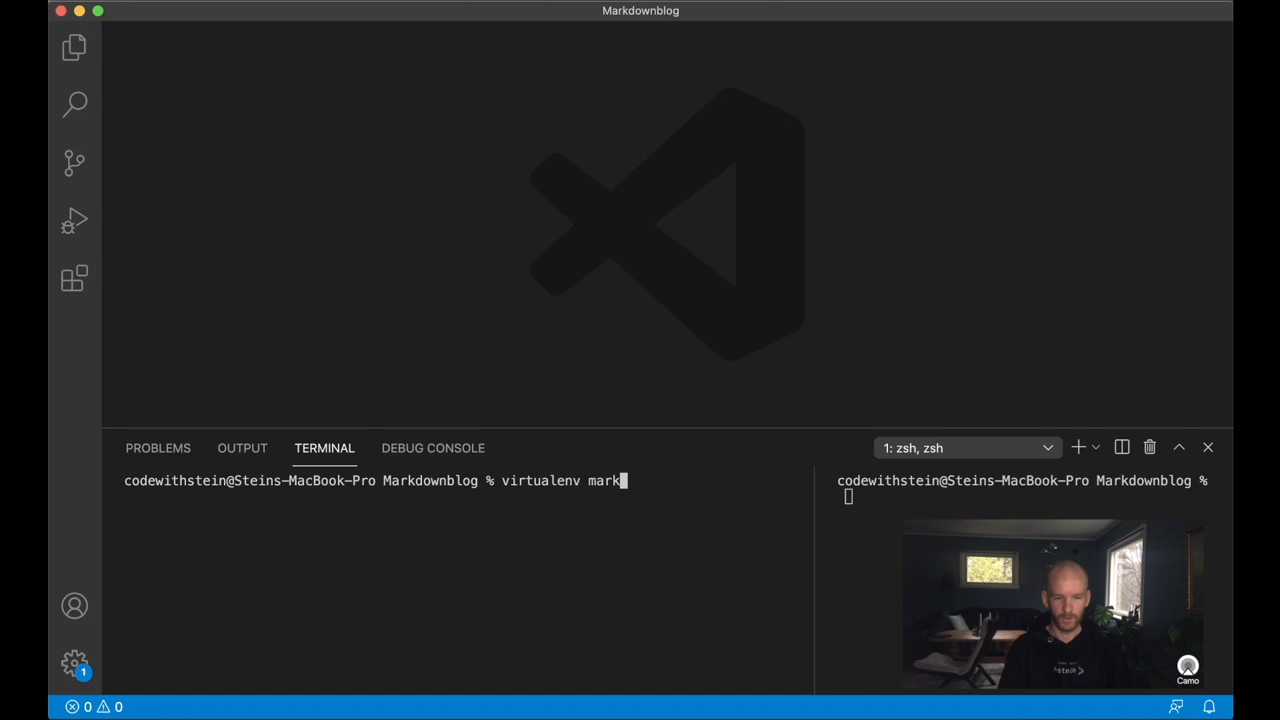 Markdownblog
PROBLEMS OUTPUT TERMINAL DEBUG CONSOLE
1: zsh, zsh
codewithstein@Steins-MacBook-Pro Markdownblog % virtualenv mark
codewithstein@Steins-MacBook-Pro Markdownblog %
stein>
Camo
1
0 0